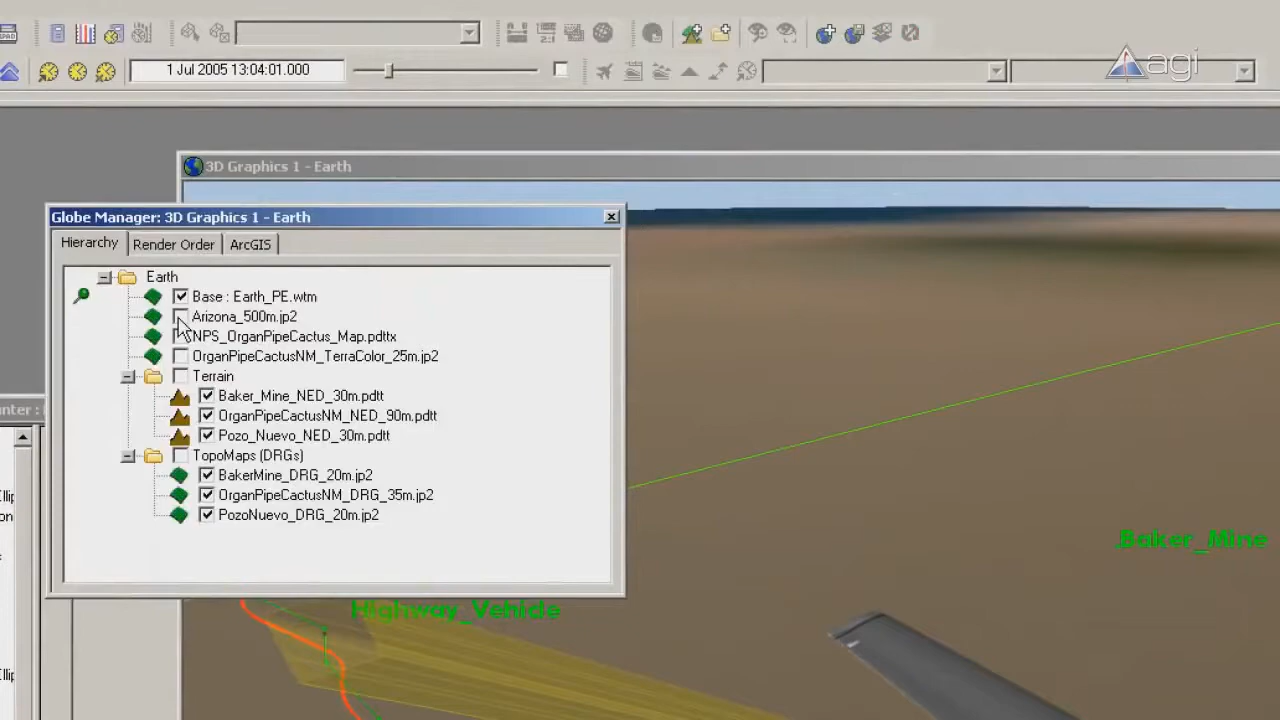 1 Jul 2005 13:04:01.000
agi
3D Graphics 1 - Earth
Globe Manager: 3D Graphics 1 - Earth
Hierarchy
Render Order
ArcGIS
Earth
Base : Earth_PE.wtm
Arizona_500m.jp2
NPS_OrganPipeCactus_Map.pdttx
OrganPipeCactusNM_TerraColor_25m.jp2
Terrain
Baker_Mine_NED_30m.pdtt
OrganPipeCactusNM_NED_90m.pdtt
Pozo_Nuevo_NED_30m.pdtt
TopoMaps (DRGs)
BakerMine_DRG_20m.jp2
OrganPipeCactusNM_DRG_35m.jp2
PozoNuevo_DRG_20m.jp2
Baker_Mine
Highway_Vehicle